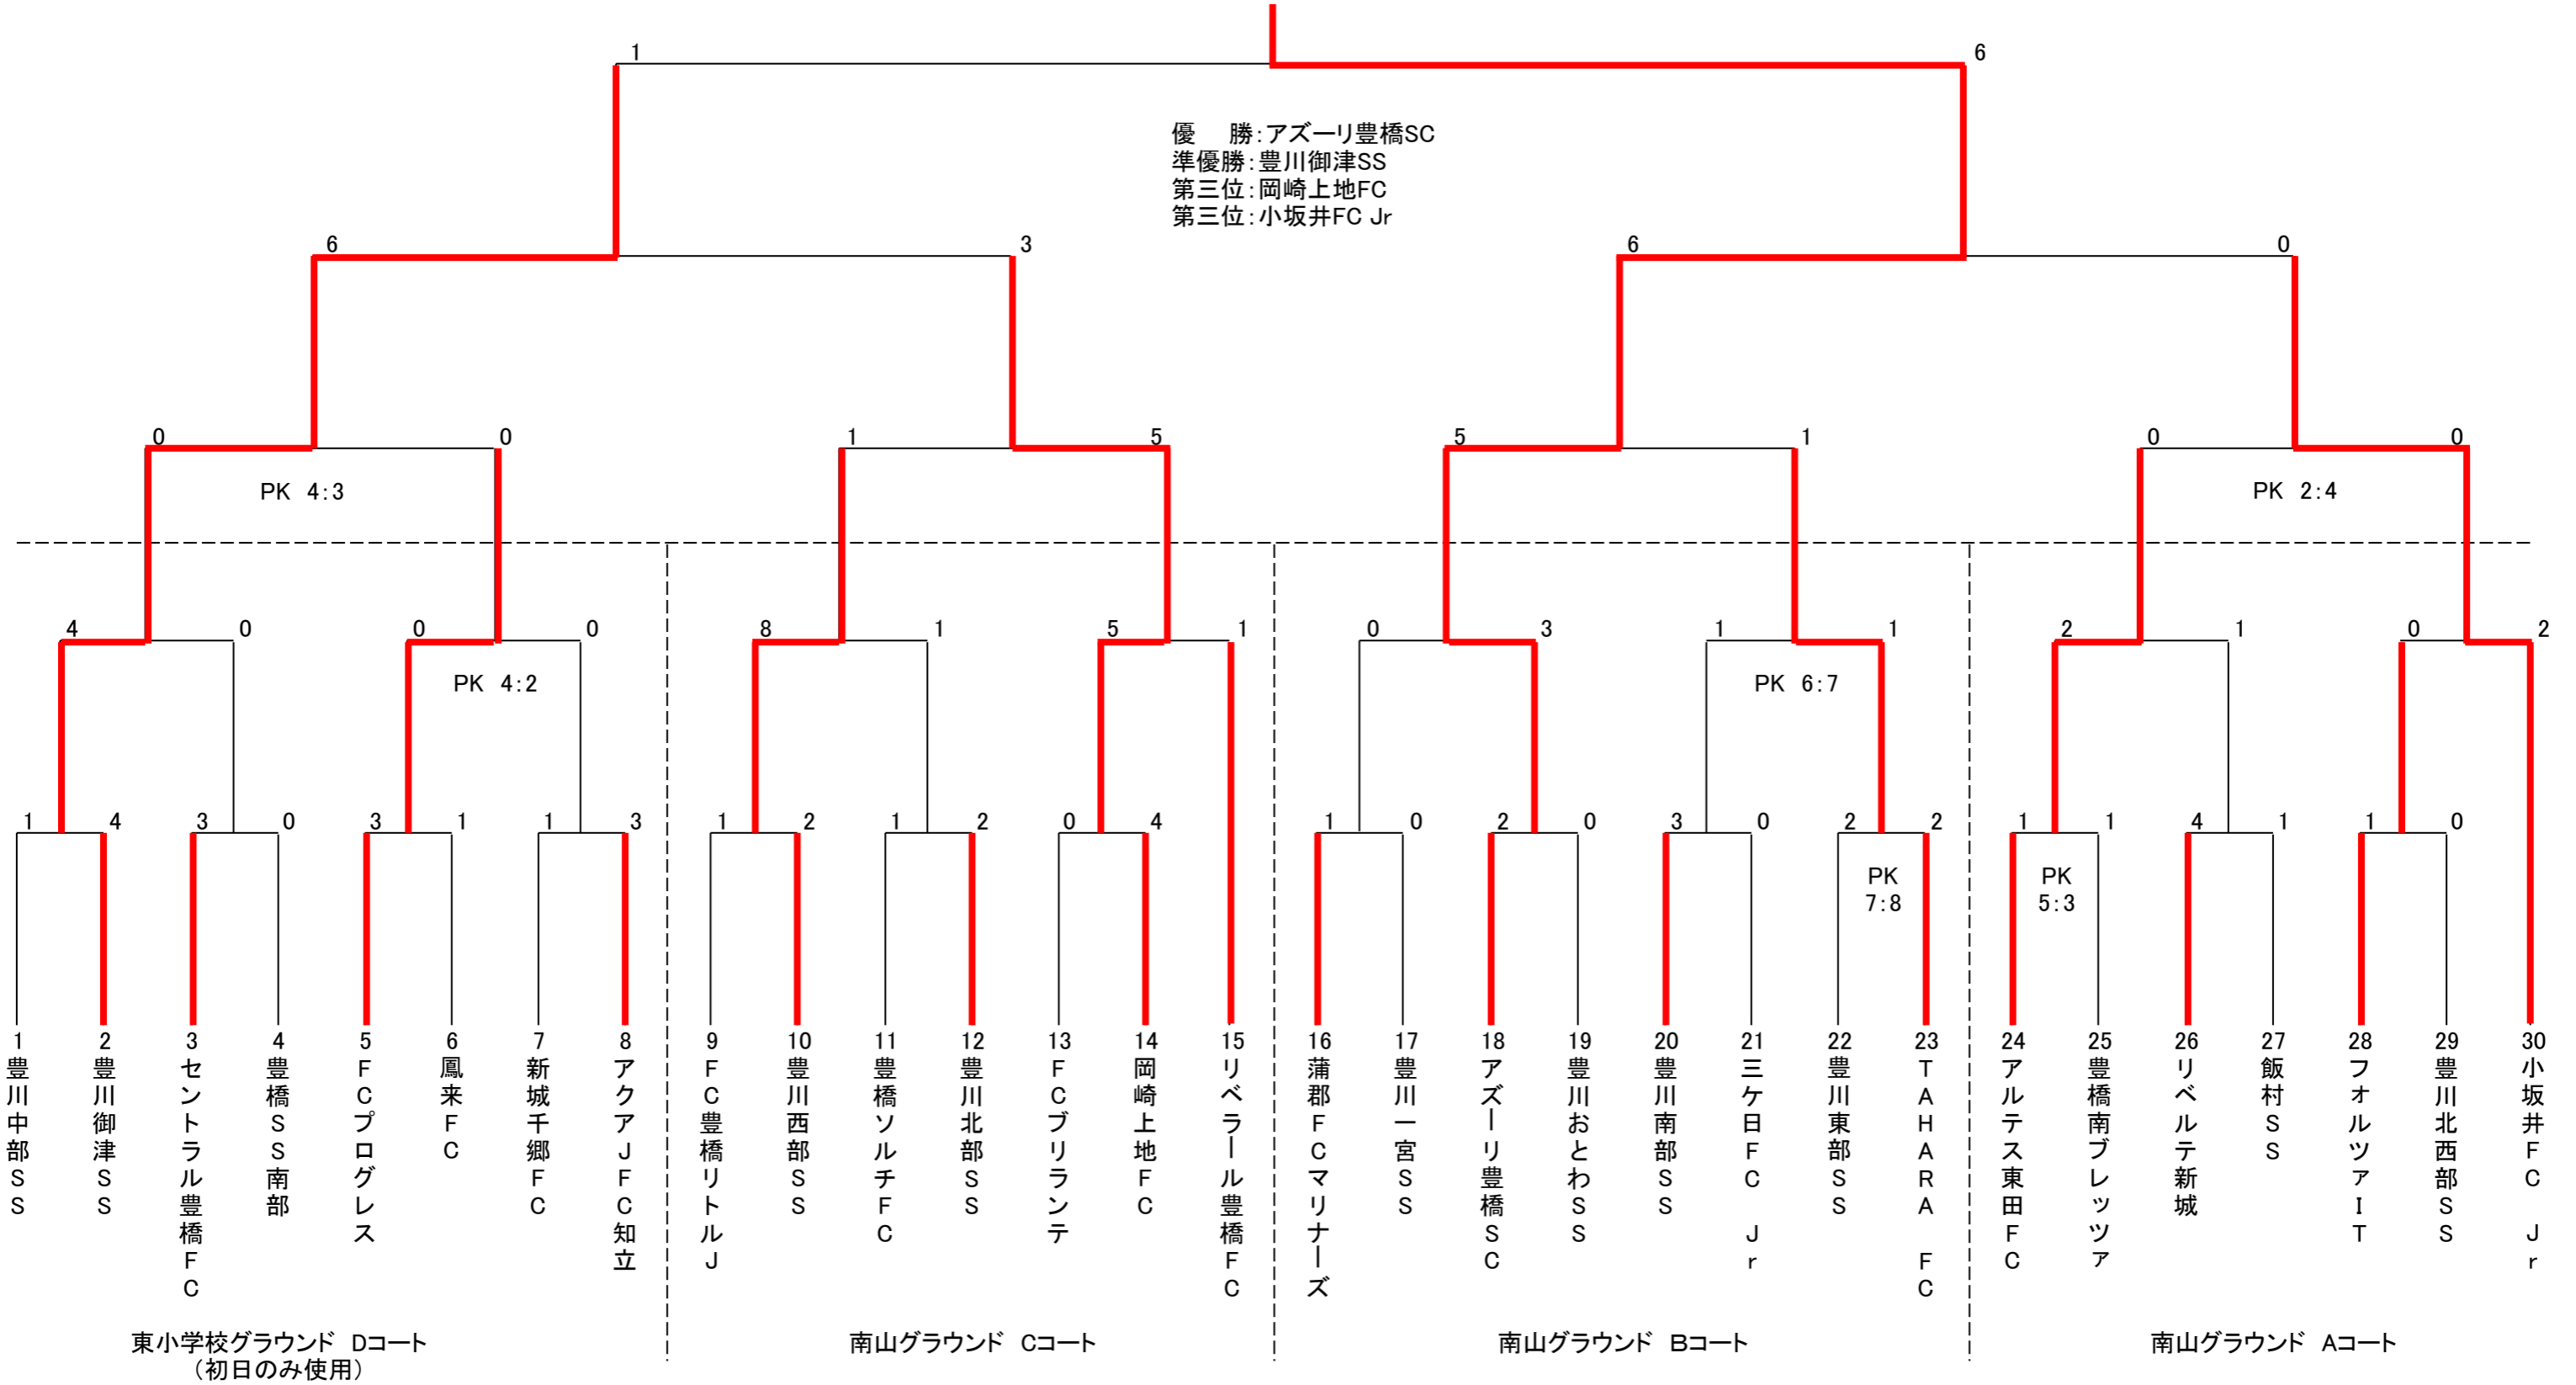 1 6
優　勝：アズーリ豊橋SC
準優勝：豊川御津SS
第三位：岡崎上地FC
第三位：小坂井FC Jr
6 3 6 0
0 0 1 5 5 1 0 0
PK 4：3 PK 2：4
4 0 0 0 8 1 5 1 0 3 1 1 2 1 0 2
PK 4：2 PK 6：7
1 4 3 0 3 1 1 3 1 2 1 2 0 4 1 0 2 0 3 0 2 2 1 1 4 1 1 0
PK 7：8
PK 5：3
1 豊川中部SS
2 豊川御津SS
3 セントラル豊橋FC
4 豊橋SS南部
5 FCプログレス
6 鳳来FC
7 新城千郷FC
8 アクアJFC知立
9 FC豊橋リトルJ
10 豊川西部SS
11 豊橋ソルチFC
12 豊川北部SS
13 FCブリランテ
14 岡崎上地FC
15 リベラール豊橋FC
16 蒲郡FCマリナーズ
17 豊川一宮SS
18 アズーリ豊橋SC
19 豊川おとわSS
20 豊川南部SS
21 三ケ日FC Jr
22 豊川東部SS
23 TAHARA FC
24 アルテス東田FC
25 豊橋南ブレッツァ
26 リベルテ新城
27 飯村SS
28 フォルツァIT
29 豊川北西部SS
30 小坂井FC Jr
東小学校グラウンド Dコート
（初日のみ使用）
南山グラウンド Cコート
南山グラウンド Bコート
南山グラウンド Aコート